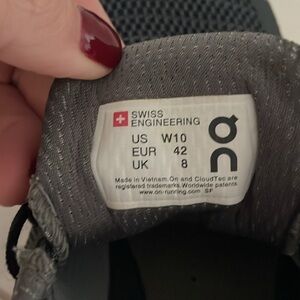 SWISS
ENGINEERING
US W10
EUR 42
UK 8
Made in Vietnam. On and CloudTec are
registered trademarks. Worldwide patents
www.on-running.com SF